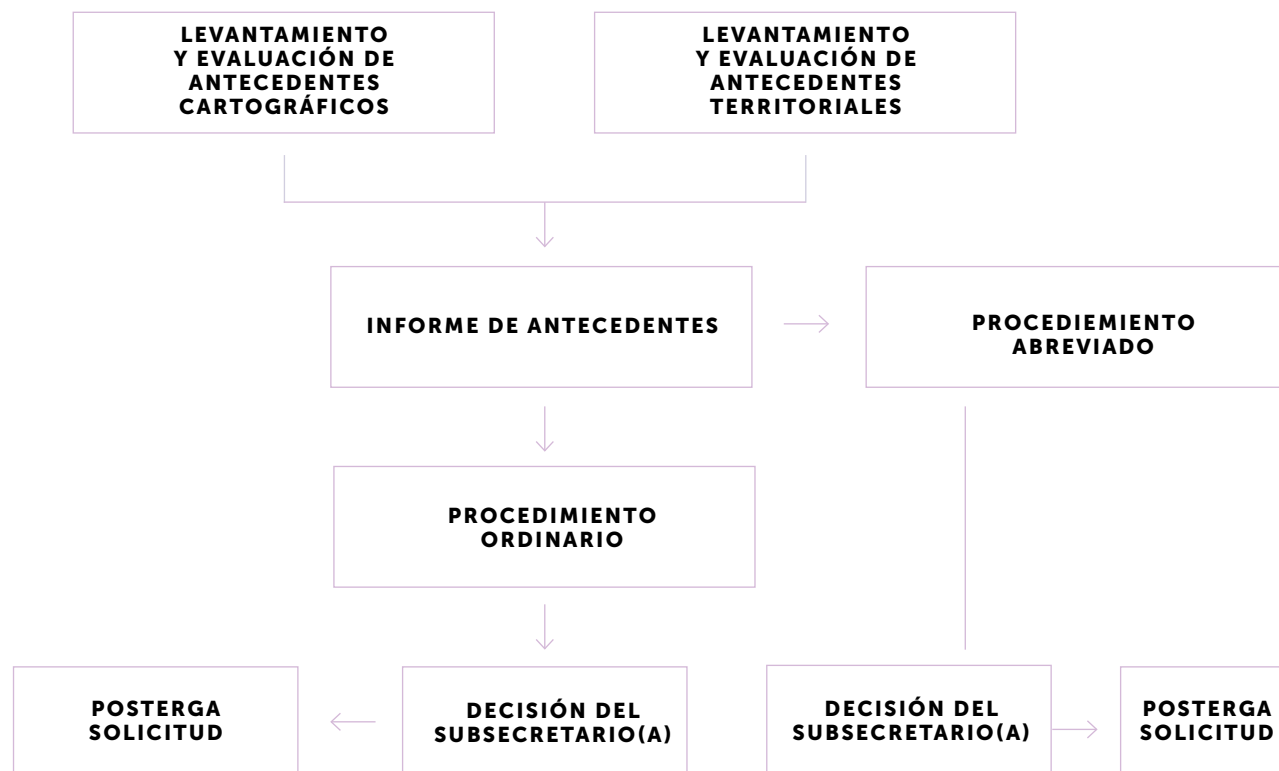 LEVANTAMIENTO
Y EVALUACIÓN DE
ANTECEDENTES
CARTOGRÁFICOS
LEVANTAMIENTO
Y EVALUACIÓN DE
ANTECEDENTES
TERRITORIALES
INFORME DE ANTECEDENTES
PROCEDIEMIENTO
ABREVIADO
PROCEDIMIENTO
ORDINARIO
POSTERGA
SOLICITUD
DECISIÓN DEL
SUBSECRETARIO(A)
DECISIÓN DEL
SUBSECRETARIO(A)
POSTERGA
SOLICITUD